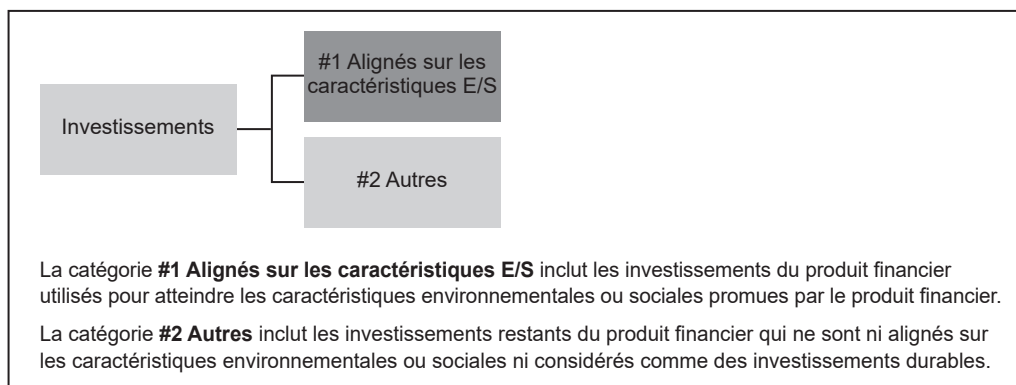 #1 Alignés sur les
caractéristiques E/S
Investissements
#2 Autres
La catégorie #1 Alignés sur les caractéristiques E/S inclut les investissements du produit financier
utilisés pour atteindre les caractéristiques environnementales ou sociales promues par le produit financier.
La catégorie #2 Autres inclut les investissements restants du produit financier qui ne sont ni alignés sur
les caractéristiques environnementales ou sociales ni considérés comme des investissements durables.